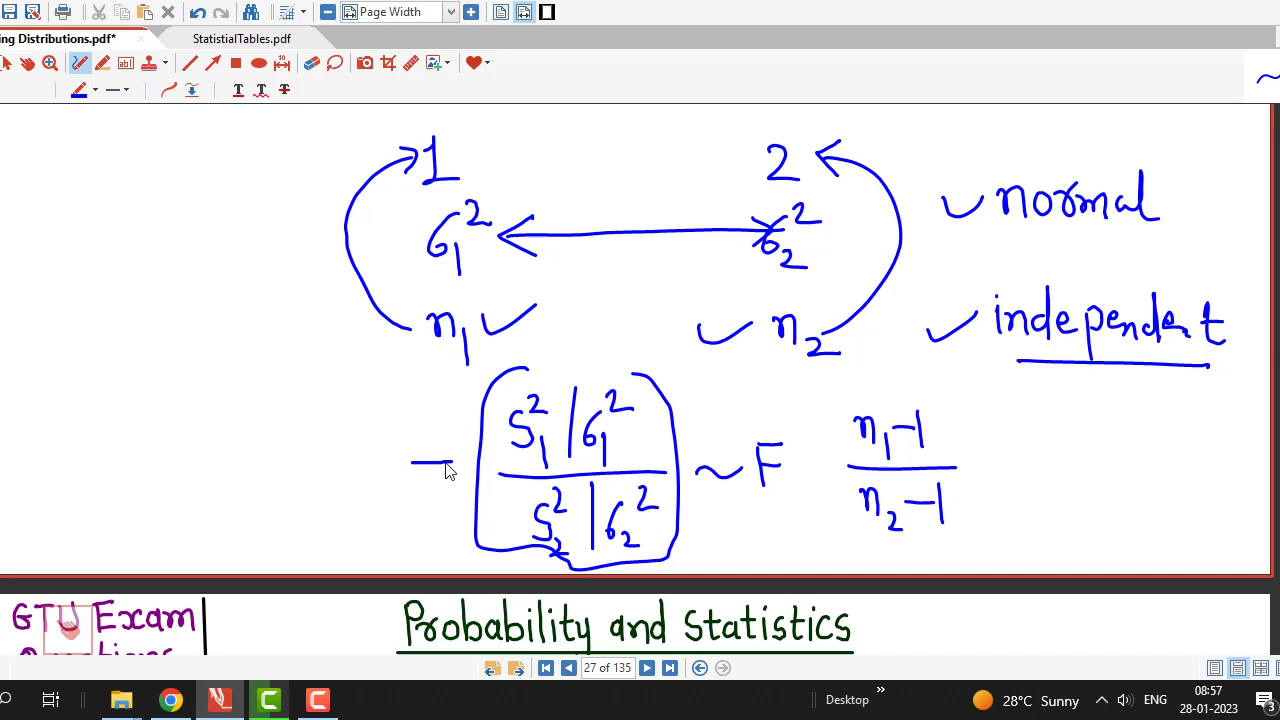 Page Width
ing Distributions.pdf*
StatistialTables.pdf
1 2
σ₁² σ₂² normal
n₁ n₂ independent
S₁² | σ₁² / S₂² | σ₂² ~ F n₁-1 / n₂-1
GTU Exam
Probability and Statistics
27 of 135
Desktop
»
28°C Sunny
ENG
08:57
28-01-2023
3